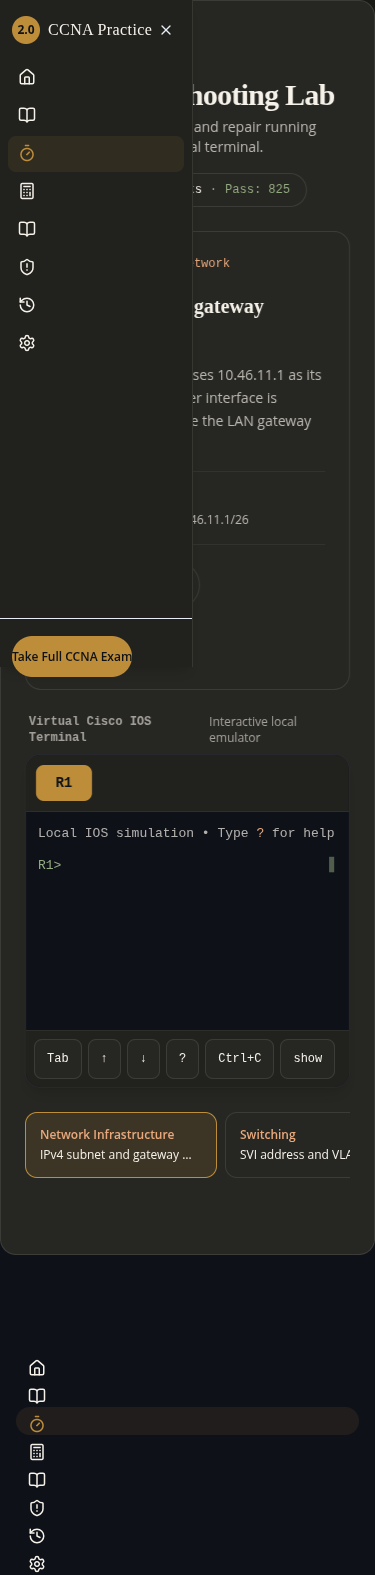 2.0 CCNA Practice
hooting Lab
and repair running
al terminal.
· Pass: 825
twork
gateway
ses 10.46.11.1 as its
er interface is
e the LAN gateway
46.11.1/26
Take Full CCNA Exam
Virtual Cisco IOS Terminal
Interactive local emulator
R1
Local IOS simulation • Type ? for help
R1>
Tab ↑ ↓ ? Ctrl+C show
Network Infrastructure
IPv4 subnet and gateway ...
Switching
SVI address and VLA